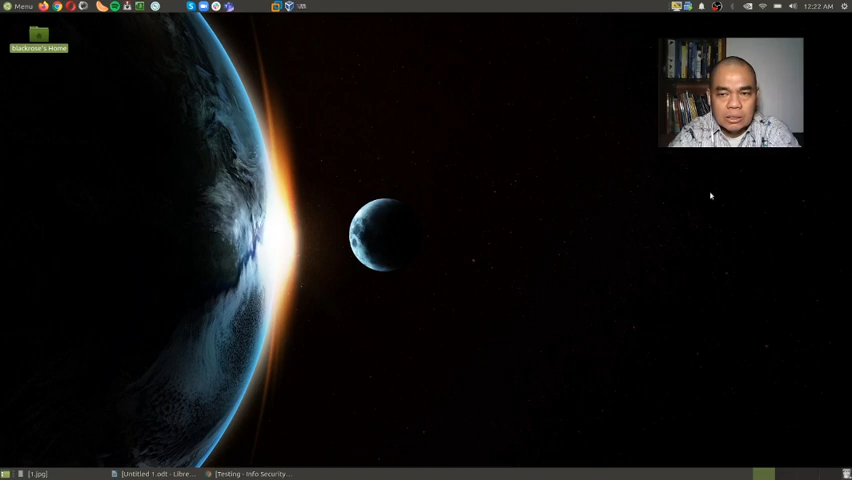 Menu
12:22 AM
blackrose's Home
[1.jpg]
[Untitled 1.odt - Libre...
[Testing - Info Security...